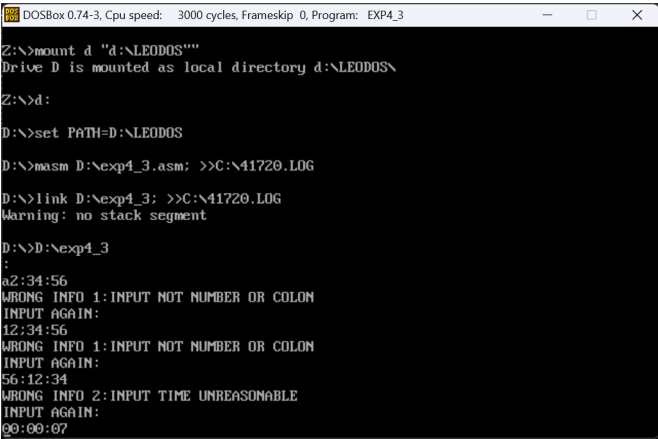 DOSBox 0.74-3, Cpu speed: 3000 cycles, Frameskip 0, Program: EXP4_3
Z:\>mount d "d:\LEODOS""
Drive D is mounted as local directory d:\LEODOS\
Z:\>d:
D:\>set PATH=D:\LEODOS
D:\>masm D:\exp4_3.asm; >>C:\41720.LOG
D:\>link D:\exp4_3; >>C:\41720.LOG
Warning: no stack segment
D:\>D:\exp4_3
:
a2:34:56
WRONG INFO 1:INPUT NOT NUMBER OR COLON
INPUT AGAIN:
12;34:56
WRONG INFO 1:INPUT NOT NUMBER OR COLON
INPUT AGAIN:
56:12:34
WRONG INFO 2:INPUT TIME UNREASONABLE
INPUT AGAIN:
00:00:07